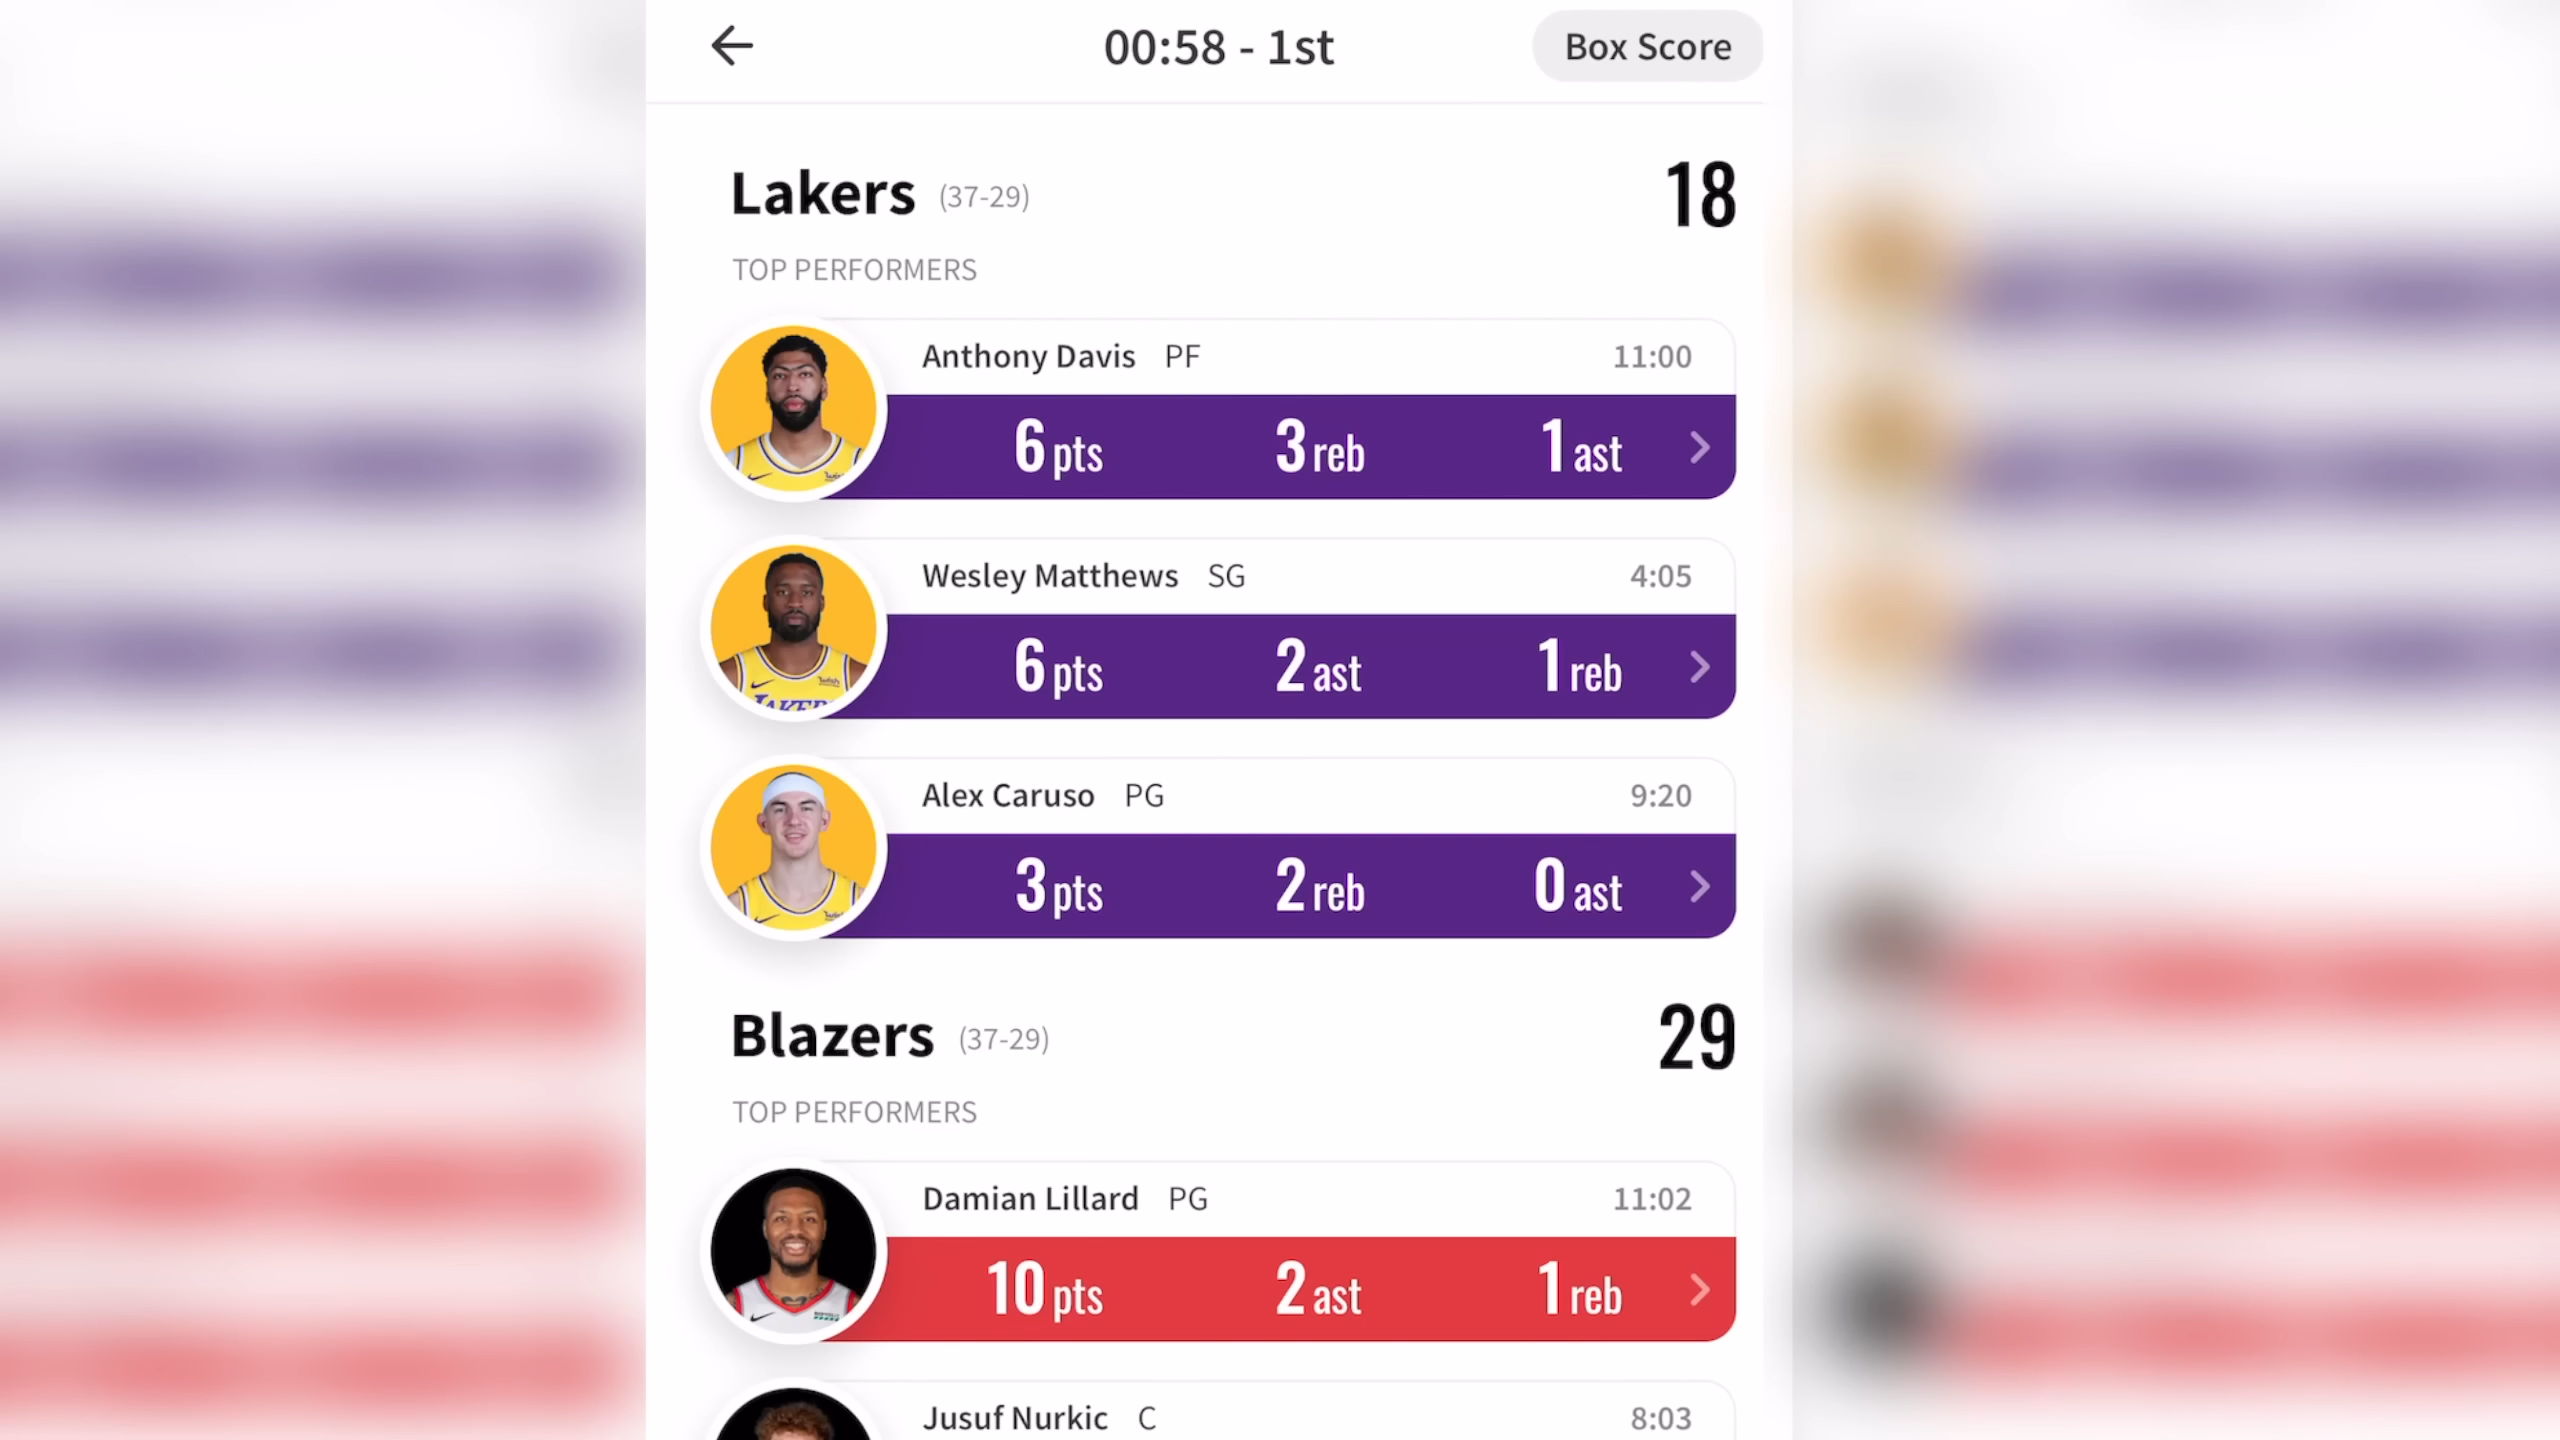 00:58 - 1st
Box Score
Lakers (37-29) 18
TOP PERFORMERS
Anthony Davis PF 11:00
6 pts 3 reb 1 ast
Wesley Matthews SG 4:05
6 pts 2 ast 1 reb
Alex Caruso PG 9:20
3 pts 2 reb 0 ast
Blazers (37-29) 29
TOP PERFORMERS
Damian Lillard PG 11:02
10 pts 2 ast 1 reb
Jusuf Nurkic C 8:03